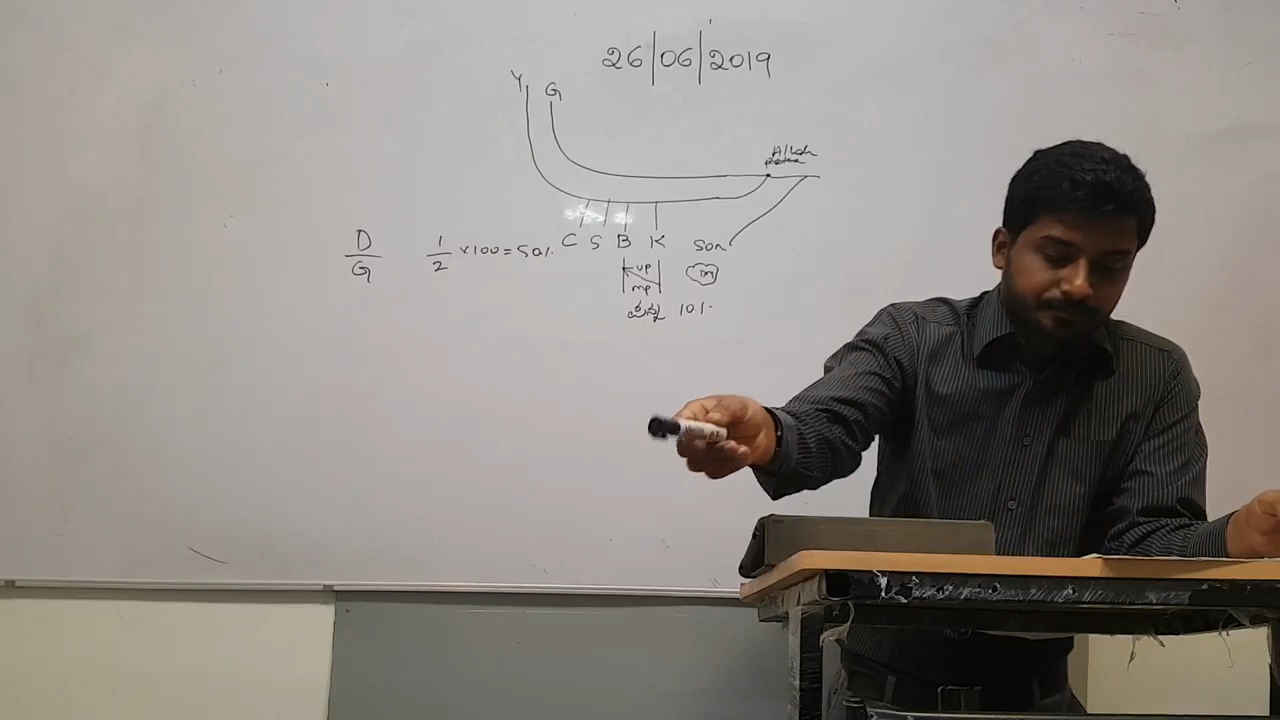 26/06/2019
Y G
Allah
D
G
1
2
×100=50%
C S B K Son
UP
MP
m
10%